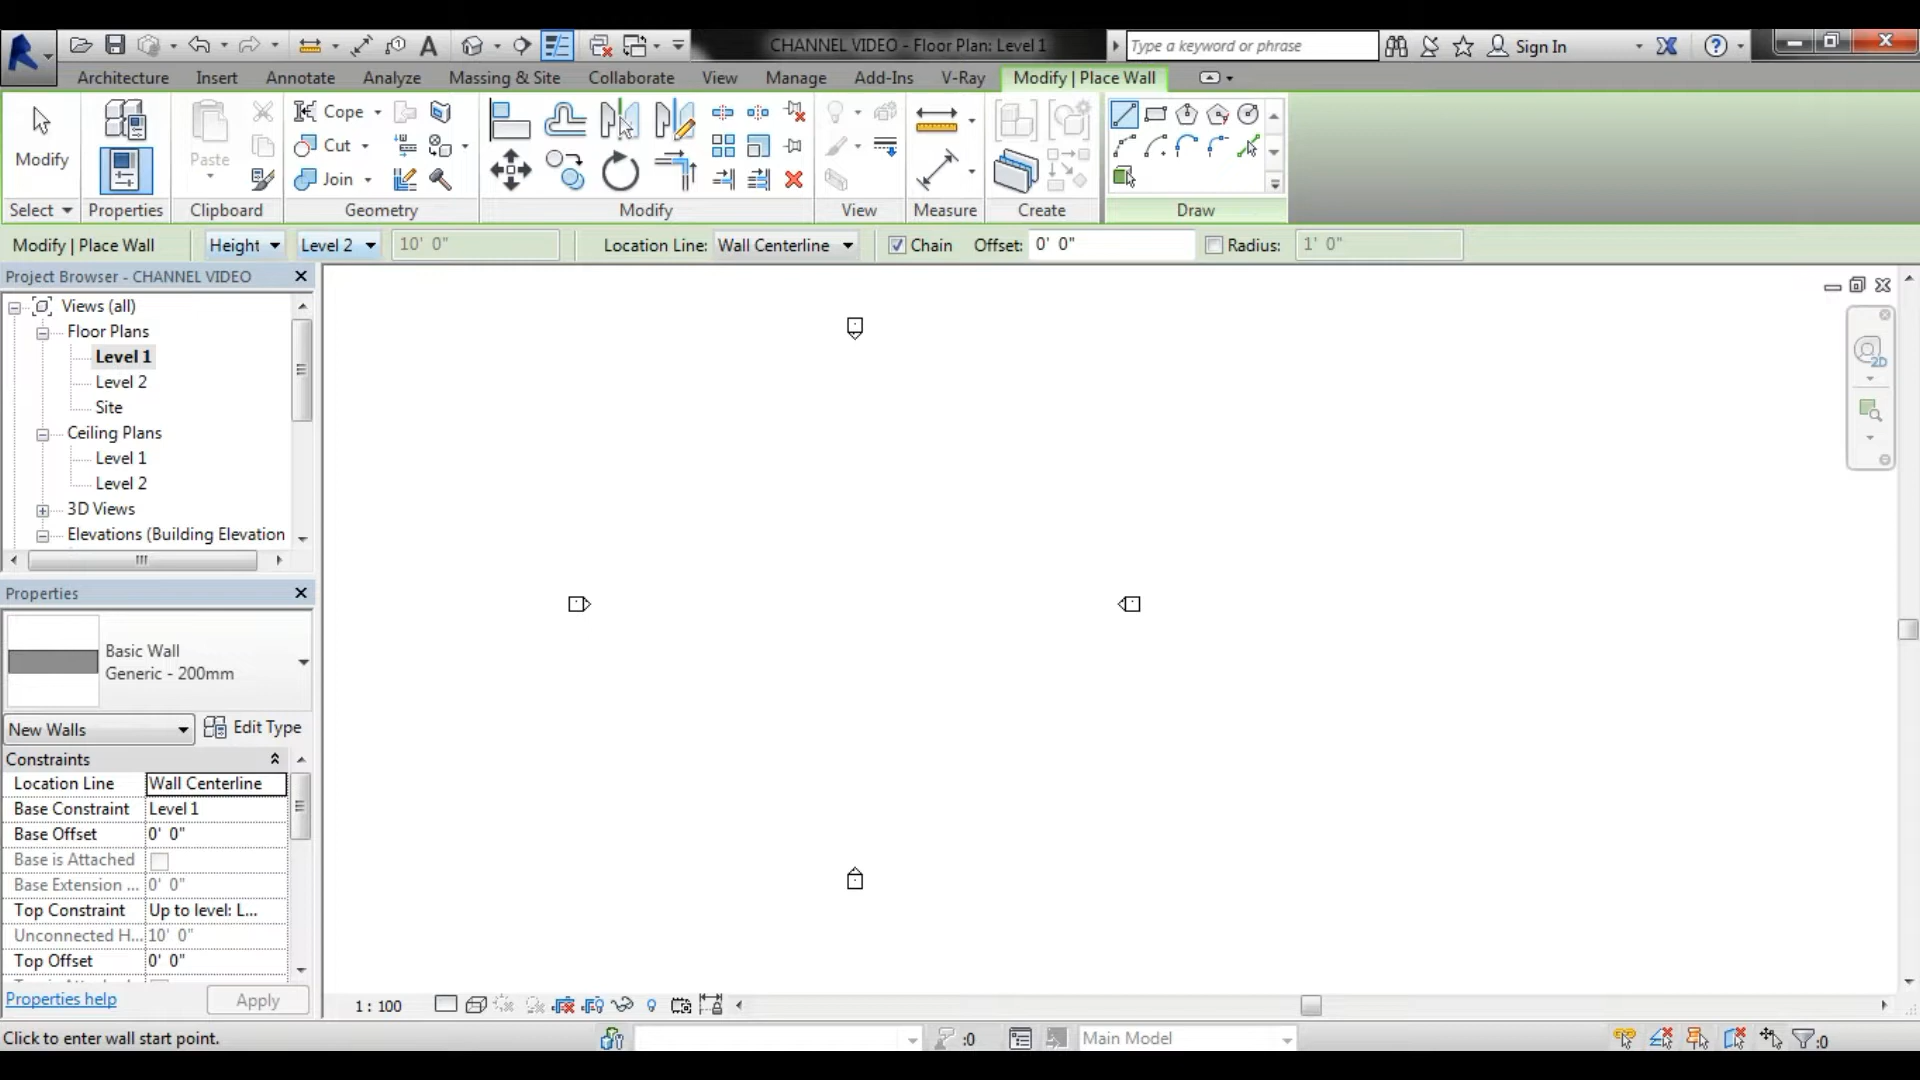 CHANNEL VIDEO - Floor Plan: Level 1
Type a keyword or phrase
Sign In
Architecture Insert Annotate Analyze Massing & Site Collaborate View Manage Add-Ins V-Ray Modify | Place Wall
Modify
Paste
Cope
Cut
Join
Select Properties Clipboard Geometry Modify View Measure Create Draw
Modify | Place Wall Height Level 2 10' 0" Location Line: Wall Centerline Chain Offset: 0' 0" Radius: 1' 0"
Project Browser - CHANNEL VIDEO
Views (all)
Floor Plans
Level 1
Level 2
Site
Ceiling Plans
Level 1
Level 2
3D Views
Elevations (Building Elevation
2D
Properties
Basic Wall
Generic - 200mm
New Walls Edit Type
Constraints
Location Line Wall Centerline
Base Constraint Level 1
Base Offset 0' 0"
Base is Attached
Base Extension ... 0' 0"
Top Constraint Up to level: L...
Unconnected H... 10' 0"
Top Offset 0' 0"
Properties help Apply
1 : 100
Click to enter wall start point. :0 Main Model :0